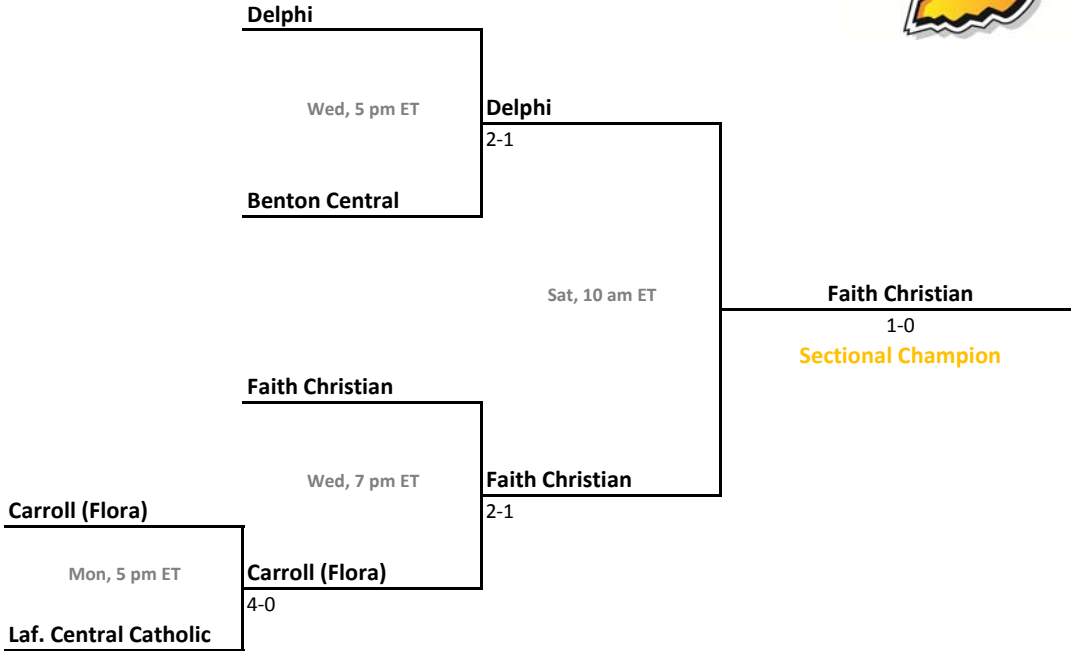 Delphi
Wed, 5 pm ET
Delphi
2-1
Benton Central
Sat, 10 am ET
Faith Christian
1-0
Sectional Champion
Faith Christian
Wed, 7 pm ET
Faith Christian
2-1
Carroll (Flora)
Mon, 5 pm ET
Carroll (Flora)
4-0
Laf. Central Catholic